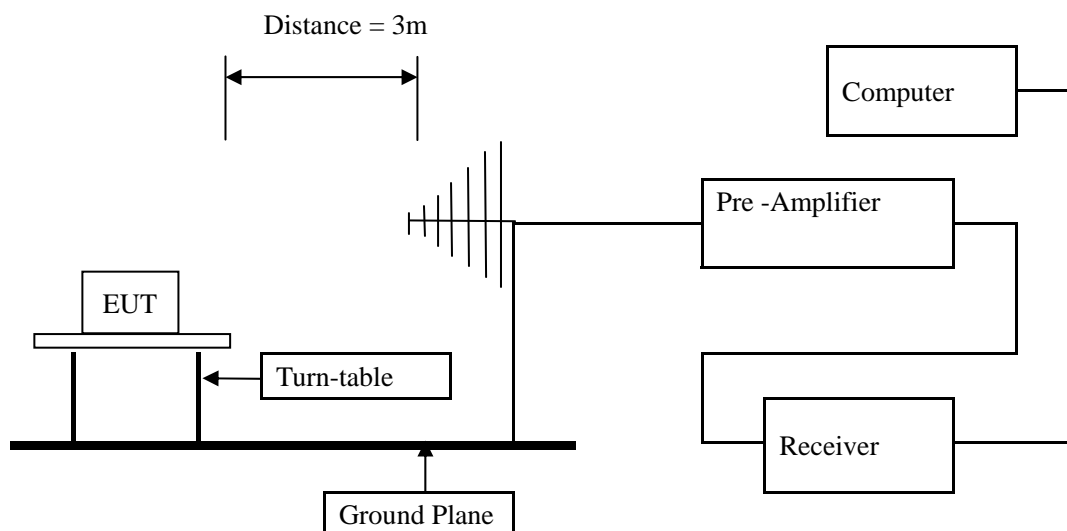 Distance = 3m
Computer
Pre -Amplifier
EUT
Turn-table
Receiver
Ground Plane